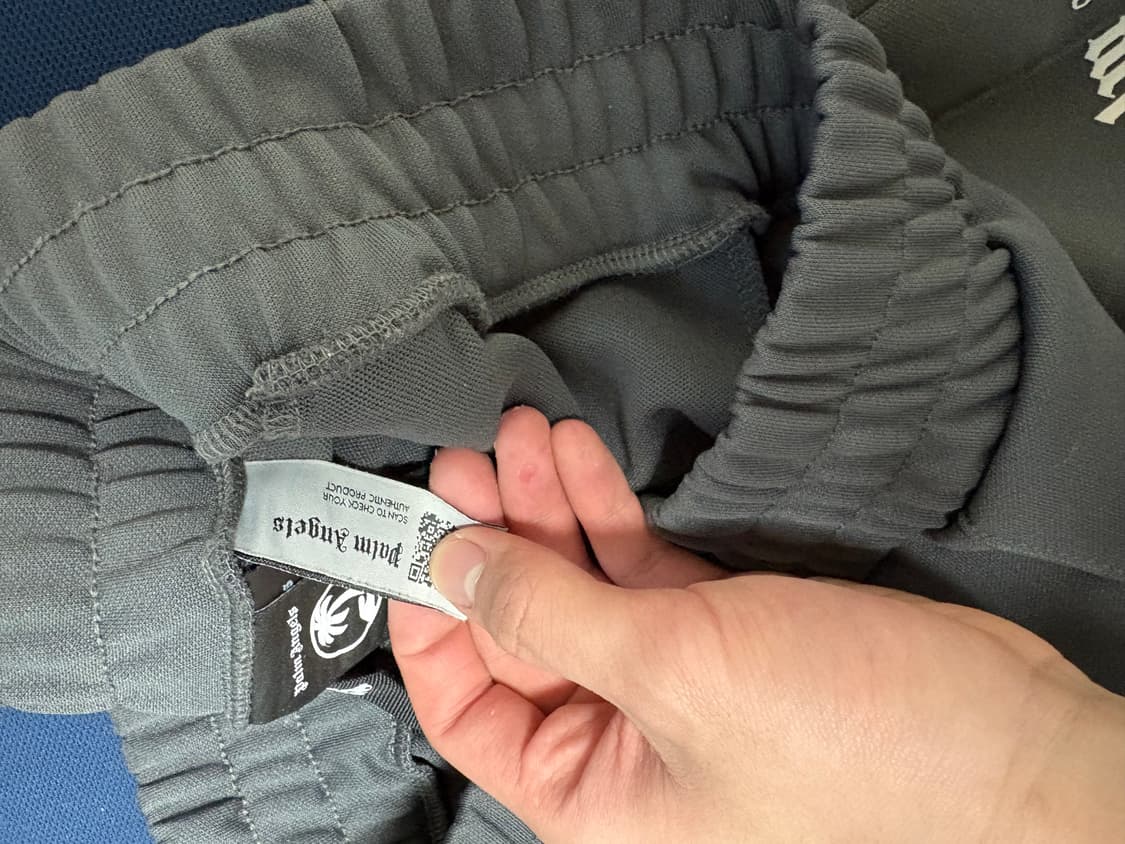 SCAN TO CHECK YOUR
AUTHENTIC PRODUCT
Palm Angels
Palm Angels